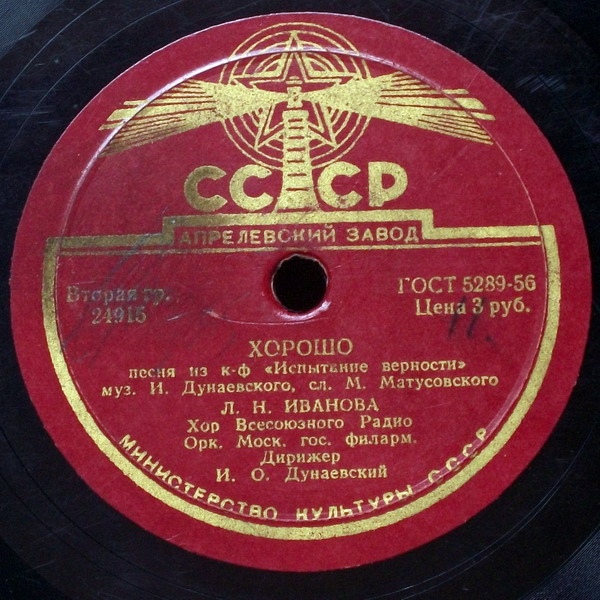 СССР
АПРЕЛЕВСКИЙ ЗАВОД
Вторая гр.
24915
ГОСТ 5289-56
Цена 3 руб.
ХОРОШО
песня из к-ф «Испытание верности»
муз. И. Дунаевского, сл. М. Матусовского
Л. Н. ИВАНОВА
Хор Всесоюзного Радио
Орк. Моск. гос. филарм.
Дирижер
И. О. Дунаевский
МИНИСТЕРСТВО КУЛЬТУРЫ СССР